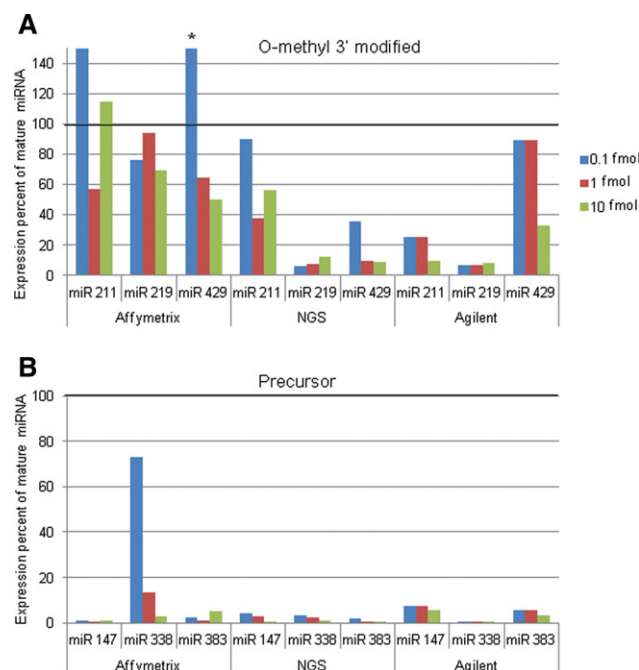 A
*
O-methyl 3' modified
Expression percent of mature miRNA
140
120
100
80
60
40
20
0
miR 211 miR 219 miR 429 miR 211 miR 219 miR 429 miR 211 miR 219 miR 429
Affymetrix NGS Agilent
0.1 fmol
1 fmol
10 fmol
B
Precursor
Expression percent of mature miRNA
100
80
60
40
20
0
miR 147 miR 338 miR 383 miR 147 miR 338 miR 383 miR 147 miR 338 miR 383
Affymetrix NGS Agilent